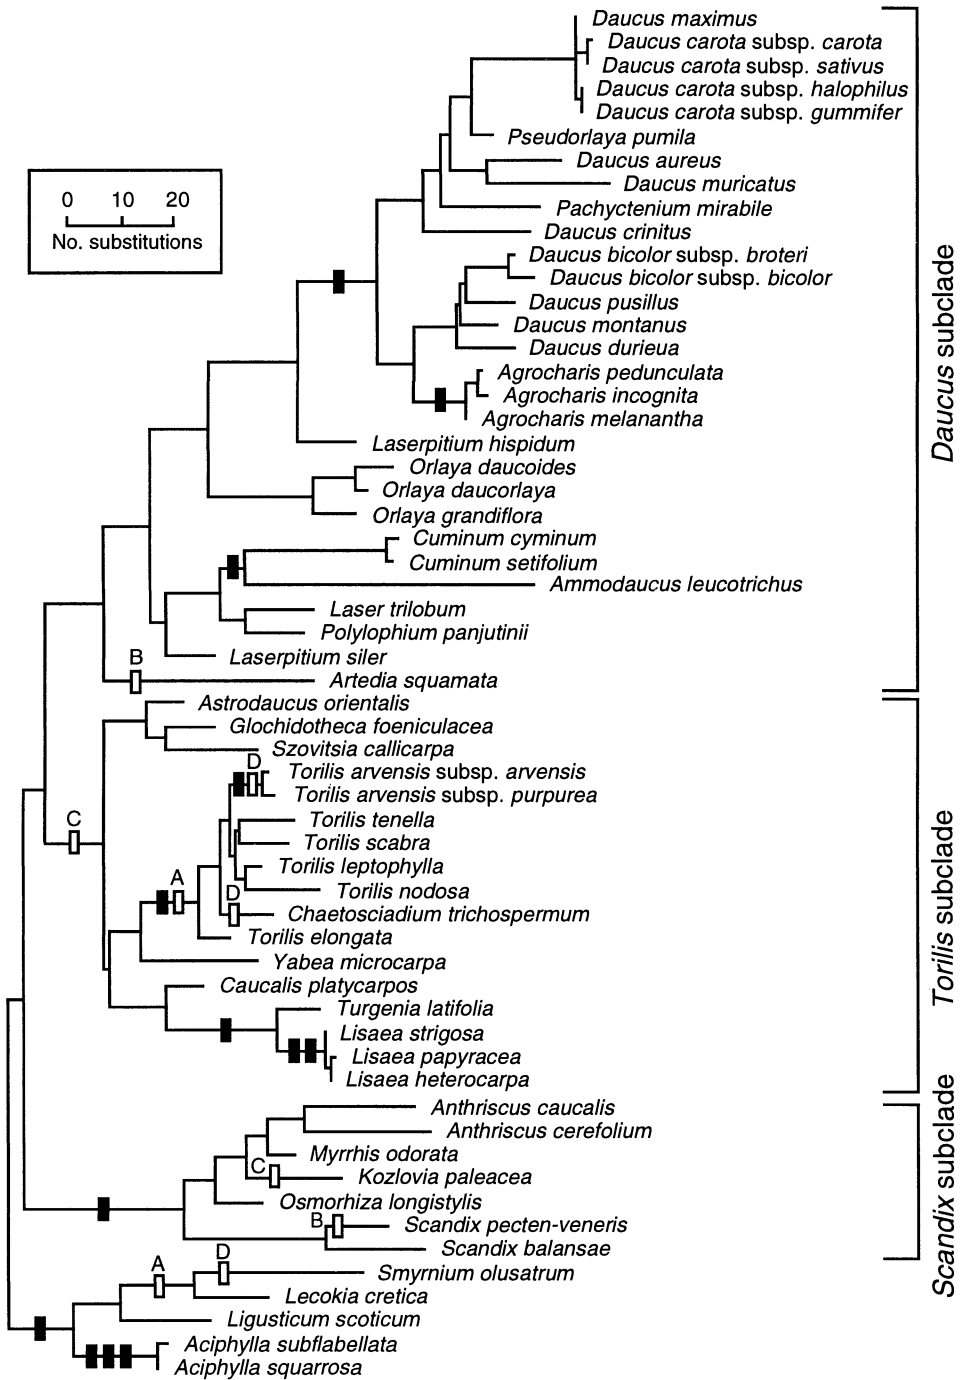 Daucus maximus
Daucus carota subsp. carota
Daucus carota subsp. sativus
Daucus carota subsp. halophilus
Daucus carota subsp. gummifer
Pseudorlaya pumila
Daucus aureus
Daucus muricatus
Pachyctenium mirabile
Daucus crinitus
Daucus bicolor subsp. broteri
Daucus bicolor subsp. bicolor
Daucus pusillus
Daucus montanus
Daucus durieua
Agrocharis pedunculata
Agrocharis incognita
Agrocharis melanantha
Laserpitium hispidum
Orlaya daucoides
Orlaya daucorlaya
Orlaya grandiflora
Cuminum cyminum
Cuminum setifolium
Ammodaucus leucotrichus
Laser trilobum
Polylophium panjutinii
Laserpitium siler
B
Artedia squamata
Daucus subclade
0 10 20
No. substitutions
Astrodaucus orientalis
Glochidotheca foeniculacea
Szovitsia callicarpa
D
Torilis arvensis subsp. arvensis
Torilis arvensis subsp. purpurea
C
Torilis tenella
Torilis scabra
Torilis leptophylla
A
Torilis nodosa
D
Chaetosciadium trichospermum
Torilis elongata
Yabea microcarpa
Caucalis platycarpos
Turgenia latifolia
Lisaea strigosa
Lisaea papyracea
Lisaea heterocarpa
Torilis subclade
Anthriscus caucalis
Anthriscus cerefolium
Myrrhis odorata
C
Kozlovia paleacea
Osmorhiza longistylis
B
Scandix pecten-veneris
Scandix balansae
Scandix subclade
A
D
Smyrnium olusatrum
Lecokia cretica
Ligusticum scoticum
Aciphylla subflabellata
Aciphylla squarrosa